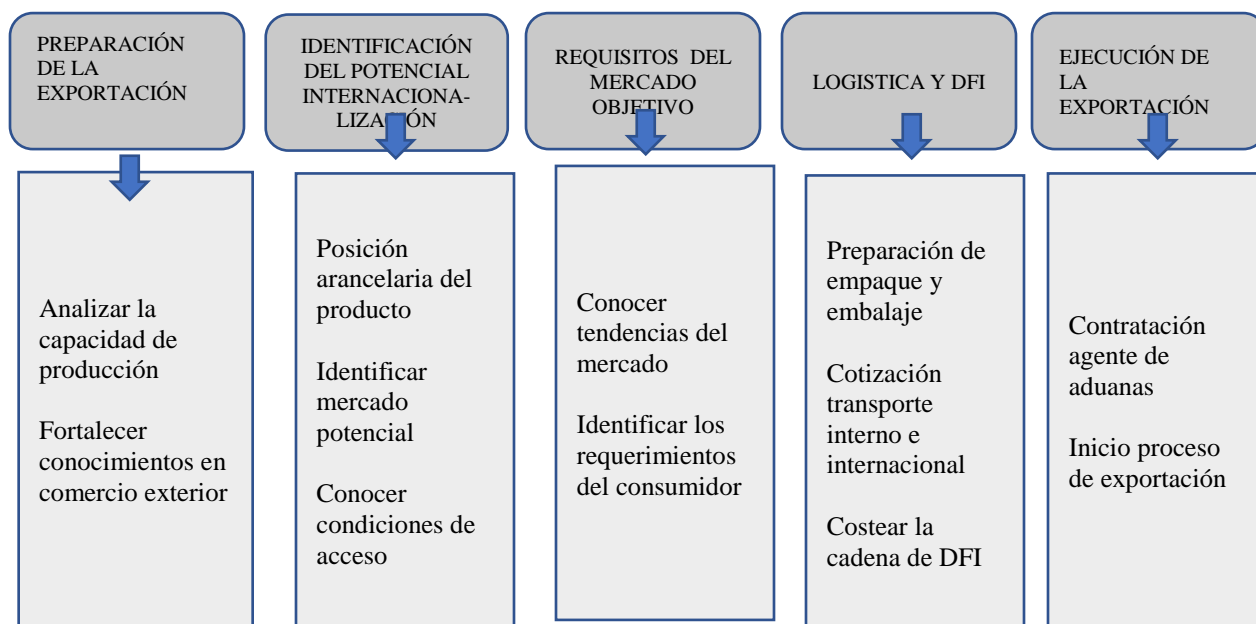 PREPARACIÓN
DE LA
EXPORTACIÓN
Analizar la
capacidad de
producción
Fortalecer
conocimientos en
comercio exterior
IDENTIFICACIÓN
DEL POTENCIAL
INTERNACIONA-
LIZACIÓN
Posición
arancelaria del
producto
Identificar
mercado
potencial
Conocer
condiciones de
acceso
REQUISITOS DEL
MERCADO
OBJETIVO
Conocer
tendencias del
mercado
Identificar los
requerimientos
del consumidor
LOGISTICA Y DFI
Preparación de
empaque y
embalaje
Cotización
transporte
interno e
internacional
Costear la
cadena de DFI
EJECUCIÓN DE
LA
EXPORTACIÓN
Contratación
agente de
aduanas
Inicio proceso
de exportación